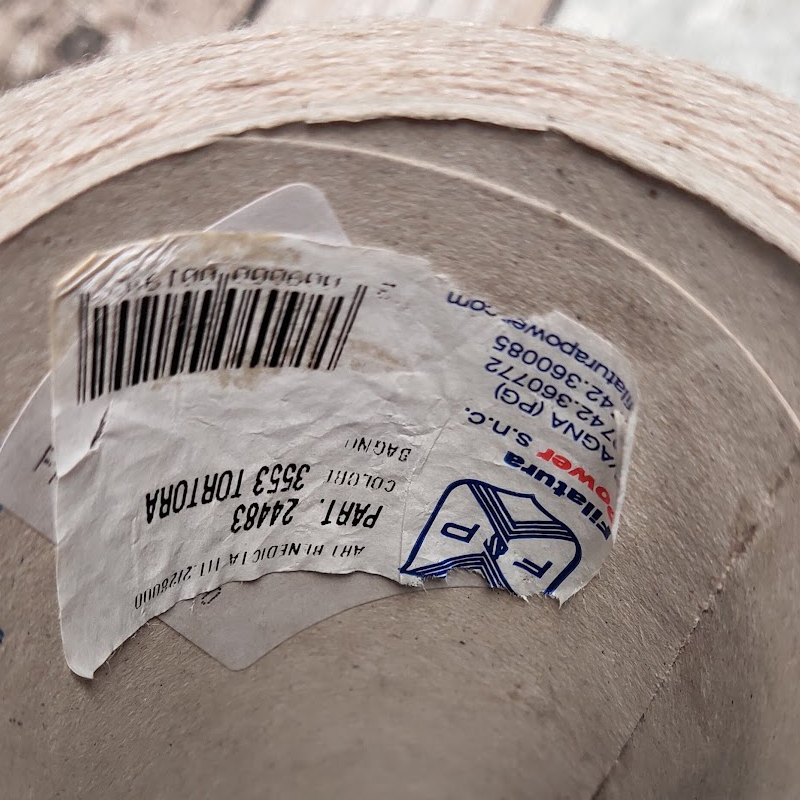 Filatura
Power s.n.c.
AGNA (PG)
742.360772
42.360085
filaturapower.com
F & P
ART BENEDICTA TIT. 2/28000
PART. 24483
COLORE 3553 TORTORA
BAGNO